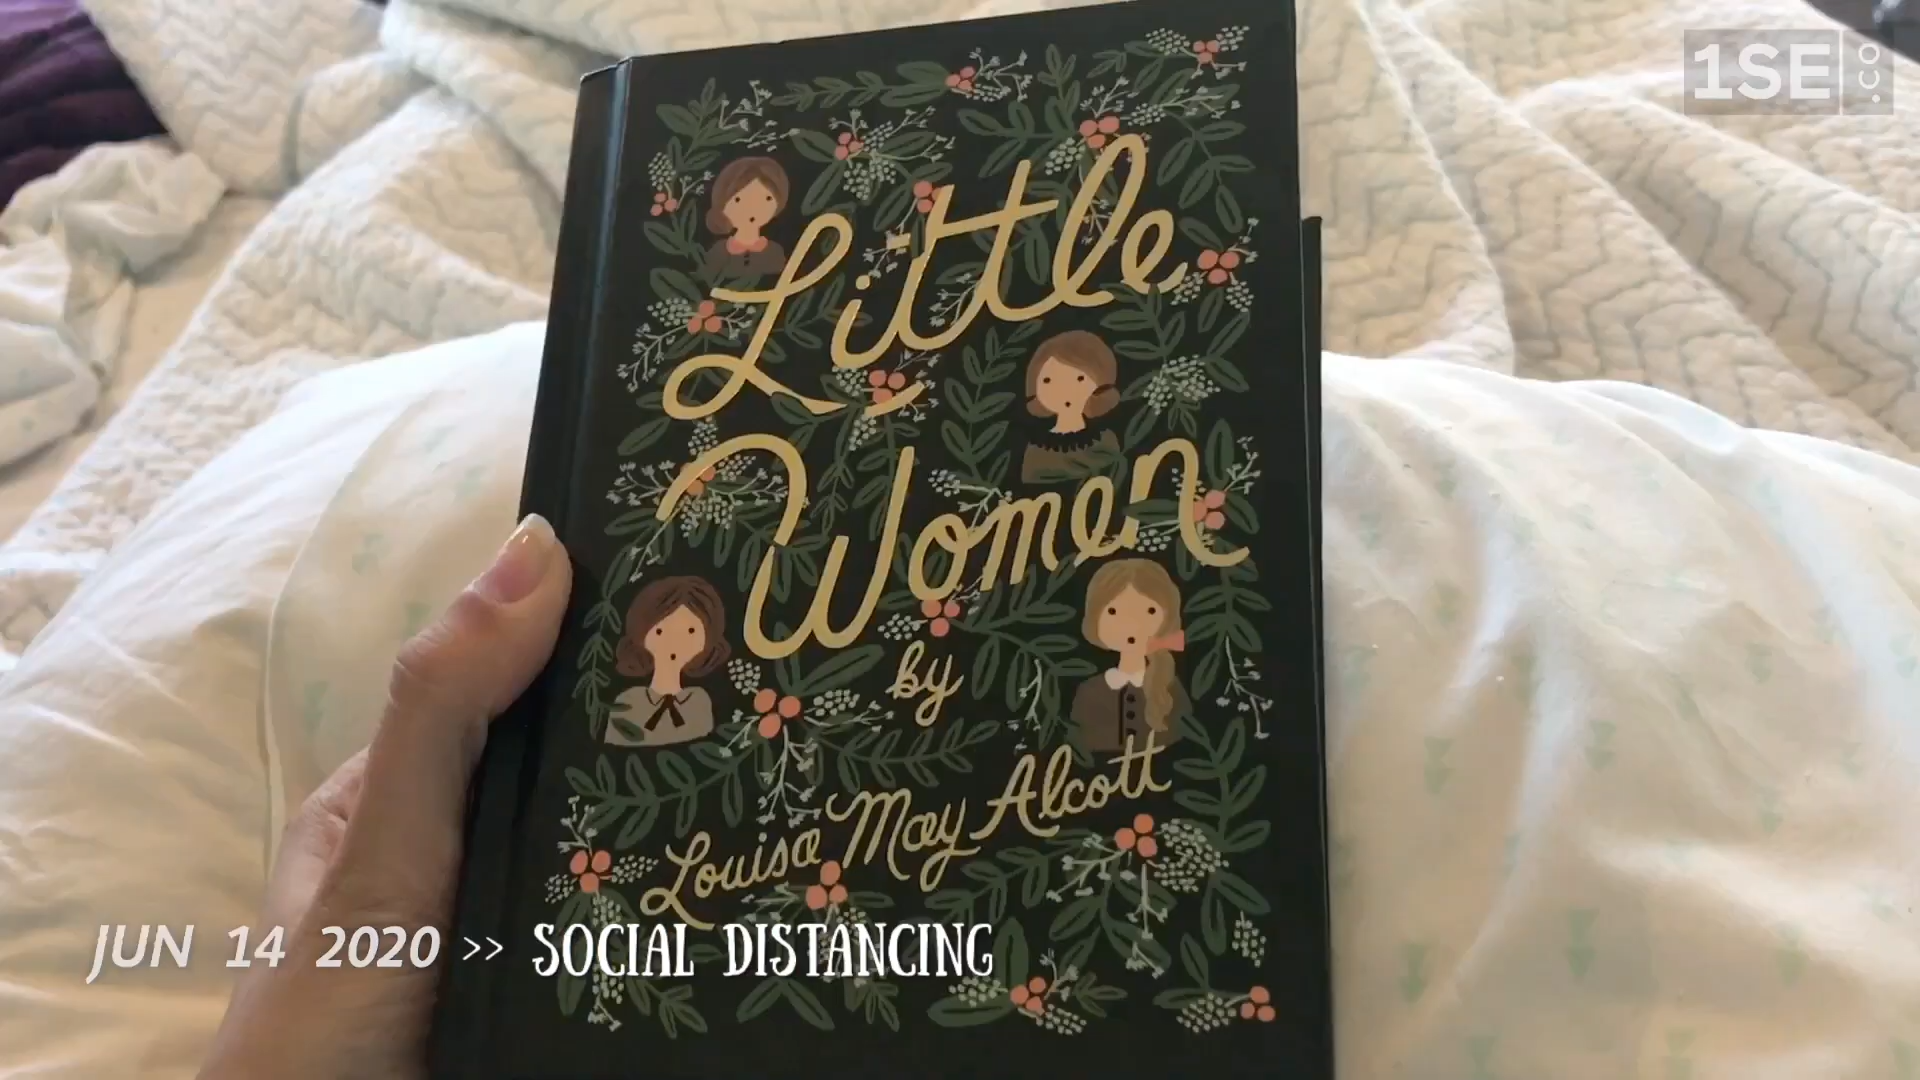 1SE.CO
Little
Women
by
Louisa May Alcott
JUN 14 2020 >> SOCIAL DISTANCING